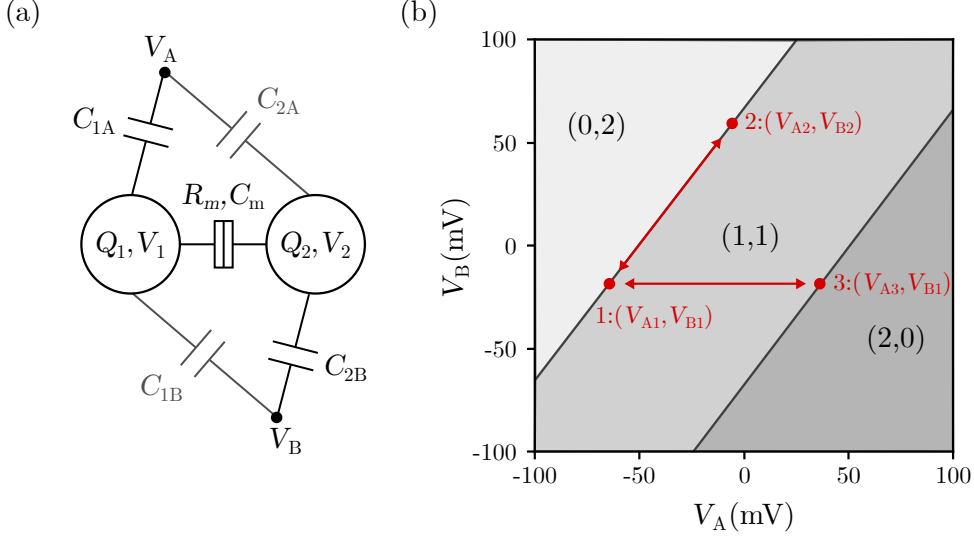 (a)
V_A
C_1A
C_2A
R_m, C_m
Q_1, V_1
Q_2, V_2
C_1B
C_2B
V_B
(b)
100
50
0
-50
-100
V_B(mV)
(0,2)
2:(V_A2, V_B2)
(1,1)
1:(V_A1, V_B1)
3:(V_A3, V_B1)
(2,0)
-100
-50
0
50
100
V_A(mV)